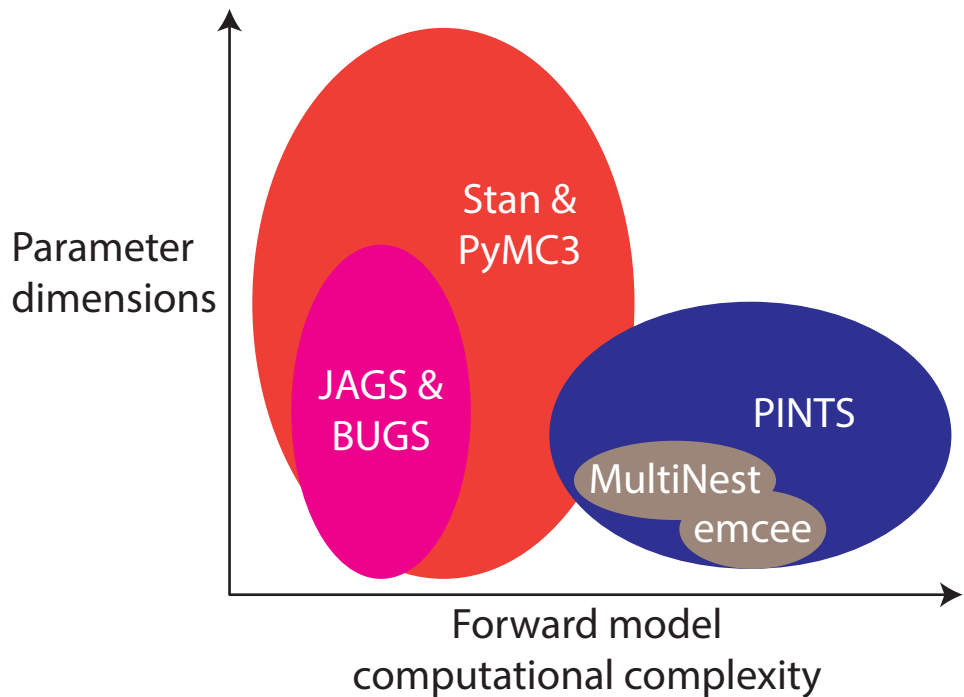 Parameter
dimensions
Stan &
PyMC3
JAGS &
BUGS
PINTS
MultiNest
emcee
Forward model
computational complexity